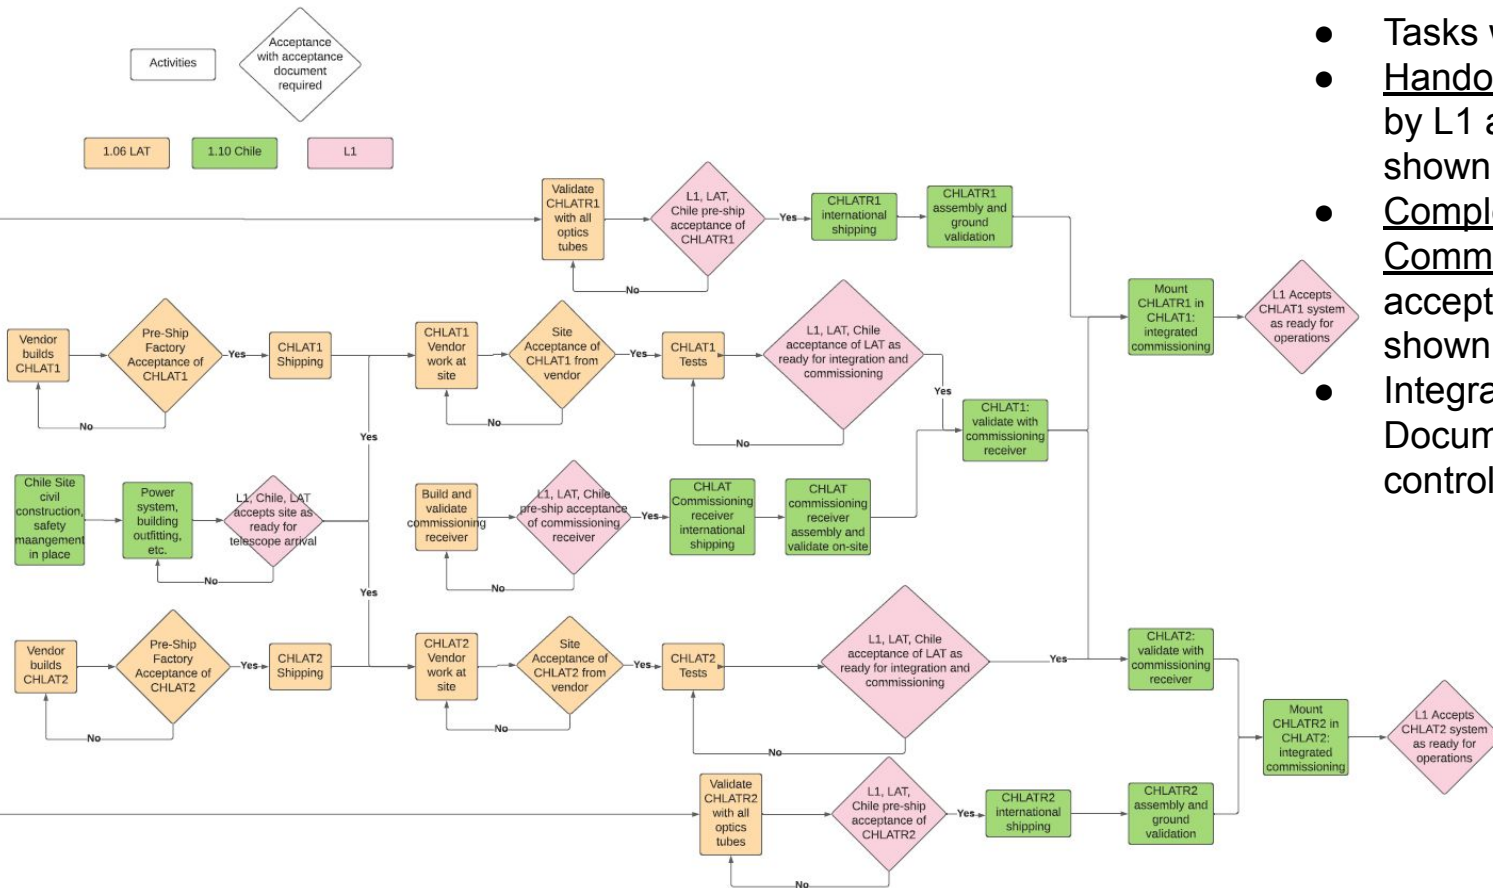 Activities
Acceptance
with acceptance
document
required
1.06 LAT
1.10 Chile
L1
Validate
CHLATR1
with all
optics
tubes
L1, LAT,
Chile pre-ship
acceptance of
CHLATR1
Yes
No
CHLATR1
international
shipping
CHLATR1
assembly and
ground
validation
Vendor
builds
CHLAT1
No
Pre-Ship
Factory
Acceptance of
CHLAT1
Yes
CHLAT1
Shipping
CHLAT1
Vendor
work at
site
No
Site
Acceptance of
CHLAT1 from
vendor
Yes
CHLAT1
Tests
No
L1, LAT, Chile
acceptance of LAT as
ready for integration and
commissioning
Yes
CHLAT1:
validate with
commissioning
receiver
Mount
CHLATR1 in
CHLAT1:
integrated
commissioning
L1 Accepts
CHLAT1 system
as ready for
operations
Chile Site
civil
construction,
safety
maangement
in place
Power
system,
building
outfitting,
etc.
No
L1, Chile, LAT
accepts site as
ready for
telescope arrival
Yes
Yes
Build and
validate
commissioning
receiver
No
L1, LAT, Chile
pre-ship acceptance
of commissioning
receiver
Yes
CHLAT
Commissioning
receiver
international
shipping
CHLAT
commissioning
receiver
assembly and
validate on-site
Vendor
builds
CHLAT2
No
Pre-Ship
Factory
Acceptance of
CHLAT2
Yes
CHLAT2
Shipping
CHLAT2
Vendor
work at
site
No
Site
Acceptance of
CHLAT2 from
vendor
Yes
CHLAT2
Tests
No
L1, LAT, Chile
acceptance of LAT as
ready for integration and
commissioning
Yes
CHLAT2:
validate with
commissioning
receiver
Mount
CHLATR2 in
CHLAT2:
integrated
commissioning
L1 Accepts
CHLAT2 system
as ready for
operations
Validate
CHLATR2
with all
optics
tubes
No
L1, LAT,
Chile pre-ship
acceptance of
CHLATR2
Yes
CHLATR2
international
shipping
CHLATR2
assembly and
ground
validation
● Tasks
●
by L1
shown
●
shown
●